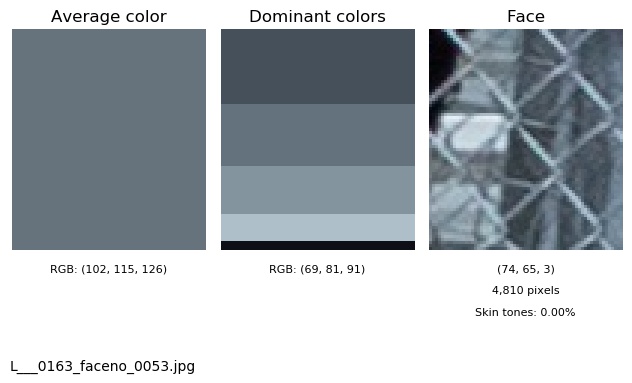 Average color
Dominant colors
Face
RGB: (102, 115, 126)
RGB: (69, 81, 91)
(74, 65, 3)
4,810 pixels
Skin tones: 0.00%
L___0163_faceno_0053.jpg